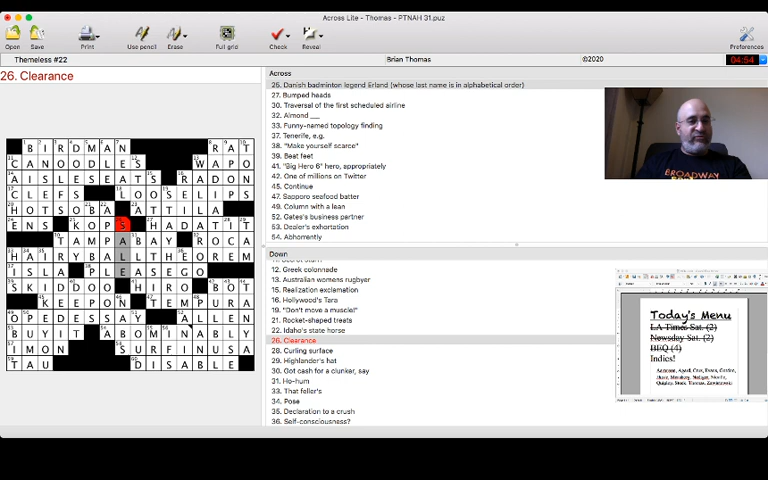 Across Lite - Thomas - PTNAH 31.puz
Open Save Print Use pencil Erase Full grid Check Reveal Preferences
Themeless #22 Brian Thomas ©2020 04:54
26. Clearance
Across
25. Danish badminton legend Erland (whose last name is in alphabetical order)
27. Bumped heads
30. Traversal of the first scheduled airline
32. Almond ___
33. Funny-named topology finding
37. Tenerife, e.g.
38. "Make yourself scarce"
39. Beat feet
41. "Big Hero 6" hero, appropriately
42. One of millions on Twitter
45. Continue
47. Sapporo seafood batter
49. Column with a lean
52. Gates's business partner
53. Dealer's exhortation
54. Abhorrently
BIRDMAN RAT
CANOODLES WAPO
AISLESEATS RADON
CLEFS LOOSELIPS
HOTSOBA ATTILA
ENS KOPS HADATIT
TAMPABAY ROCA
HAIRYBALLTHEOREM
ISLA PLEASEGO
SKIDDOO HIRO BOT
KEEPON TEMPURA
OPEDESSAY ALLEN
BUYIT ABOMINABLY
IMON SURFINUSA
TAU DISABLE
Down
12. Greek colonnade
13. Australian womens rugbyer
15. Realization exclamation
16. Hollywood's Tara
19. "Don't move a muscle!"
21. Rocket-shaped treats
22. Idaho's state horse
26. Clearance
28. Curling surface
29. Highlander's hat
30. Got cash for a clunker, say
31. Ho-hum
33. That feller's
34. Pose
35. Declaration to a crush
36. Self-consciousness?
BROADWAY
Today's Menu
LA Times Sat. (2)
Newsday Sat. (2)
BEQ (4)
Indies!